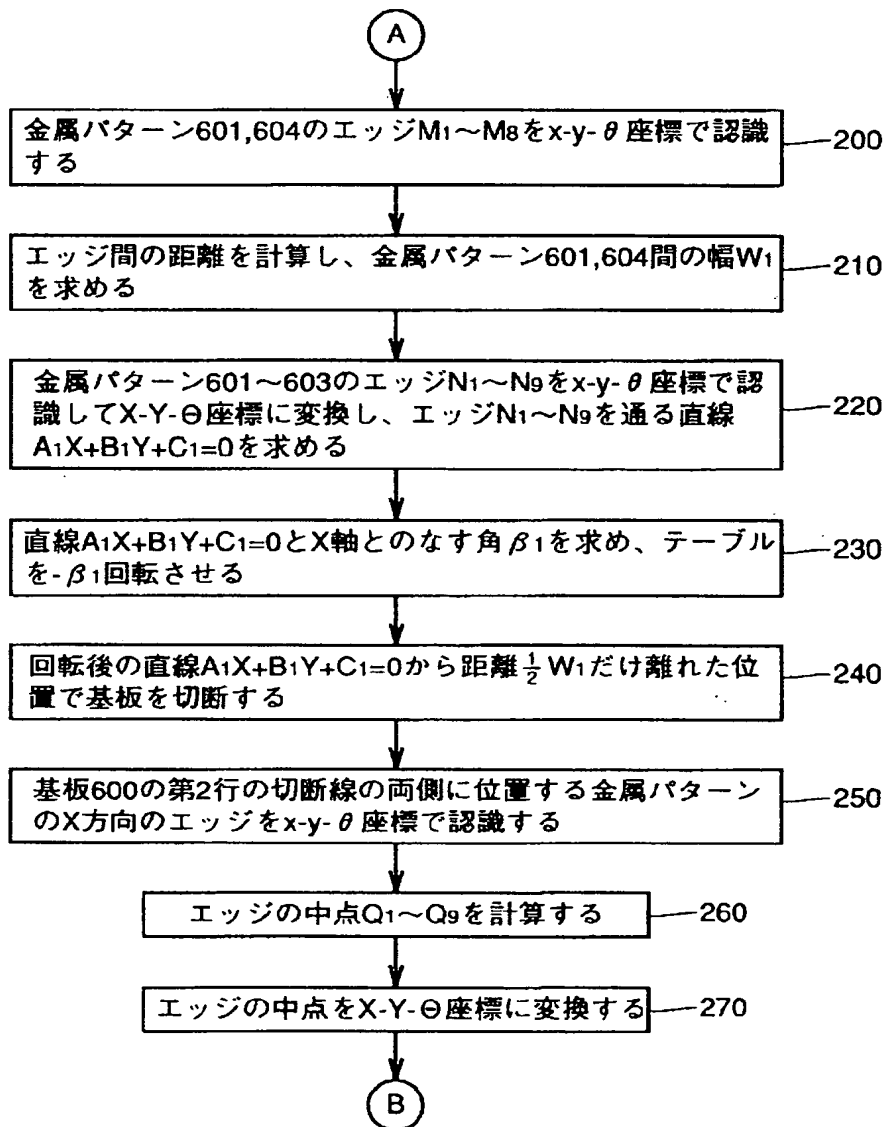 A
金属パターン601,604のエッジM1～M8をx-y-θ座標で認識
する
200
エッジ間の距離を計算し、金属パターン601,604間の幅W1
を求める
210
金属パターン601～603のエッジN1～N9をx-y-θ座標で認
識してX-Y-Θ座標に変換し、エッジN1～N9を通る直線
A1X+B1Y+C1=0を求める
220
直線A1X+B1Y+C1=0とX軸とのなす角β1を求め、テーブル
を-β1回転させる
230
回転後の直線A1X+B1Y+C1=0から距離1/2 W1だけ離れた位
置で基板を切断する
240
基板600の第2行の切断線の両側に位置する金属パターン
のX方向のエッジをx-y-θ座標で認識する
250
エッジの中点Q1～Q9を計算する
260
エッジの中点をX-Y-Θ座標に変換する
270
B